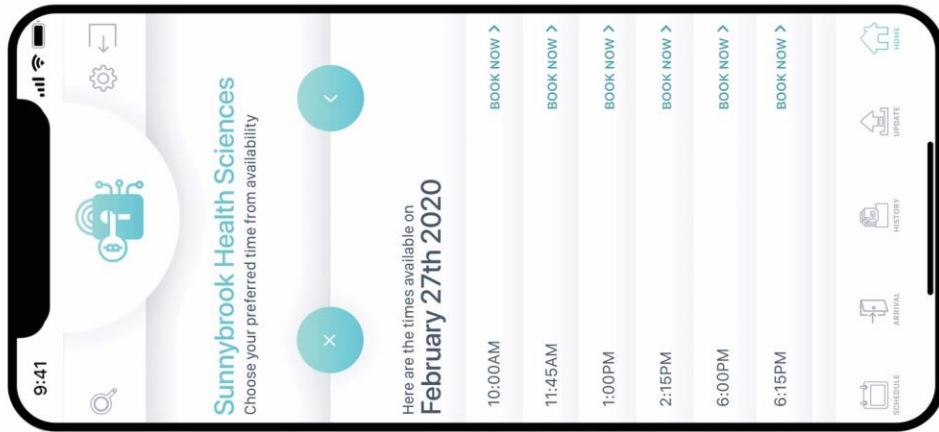 9:41
Sunnybrook Health Sciences
Choose your preferred time from availability
Here are the times available on
February 27th 2020
10:00AM BOOK NOW >
11:45AM BOOK NOW >
1:00PM BOOK NOW >
2:15PM BOOK NOW >
6:00PM BOOK NOW >
6:15PM BOOK NOW >
SCHEDULE ARRIVAL HISTORY UPDATE HOME